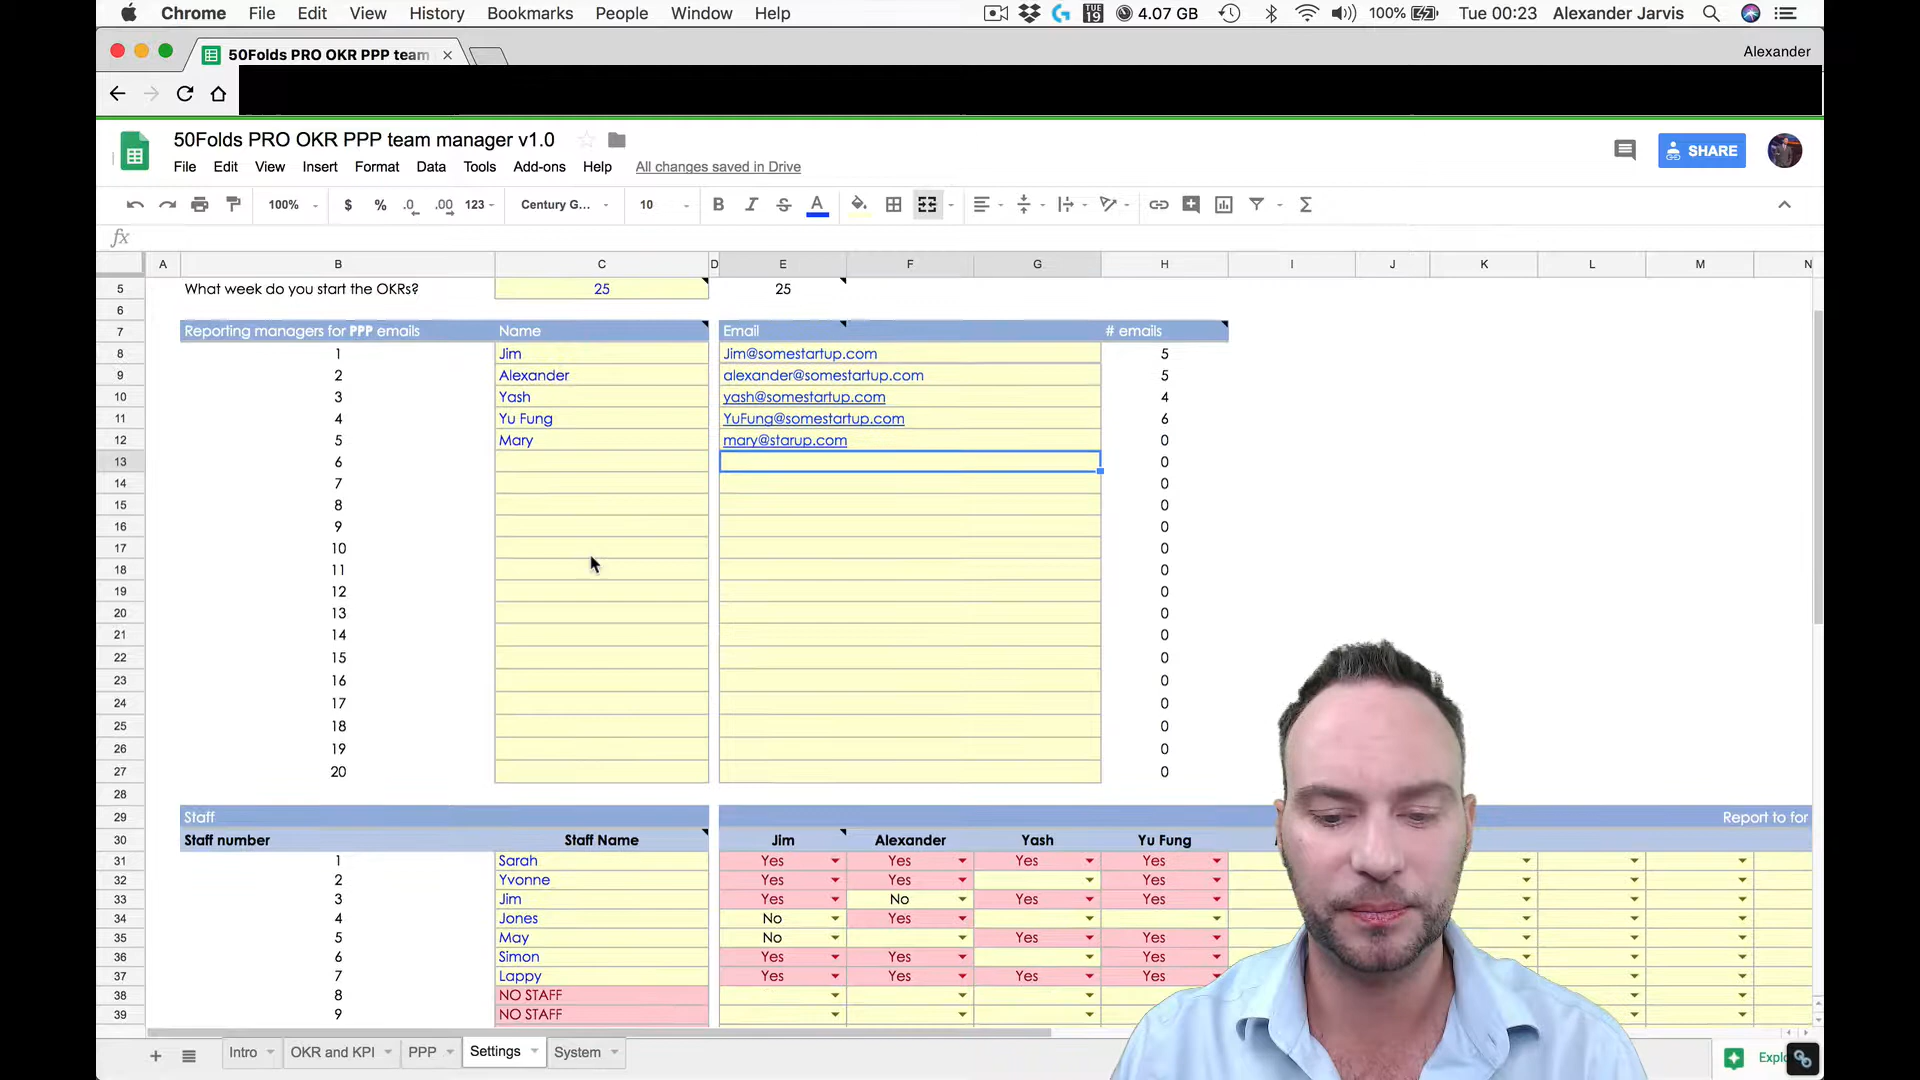 Chrome File Edit View History Bookmarks People Window Help TUE 19 4.07 GB 100% Tue 00:23 Alexander Jarvis
50Folds PRO OKR PPP team × Alexander
50Folds PRO OKR PPP team manager v1.0
SHARE
File Edit View Insert Format Data Tools Add-ons Help All changes saved in Drive
100% $ % .0 .00 123 Century G... 10 B I S A Σ
fx
A B C D E F G H I J K L M N
5 What week do you start the OKRs? 25 25
6
7 Reporting managers for PPP emails Name Email # emails
8 1 Jim Jim@somestartup.com 5
9 2 Alexander alexander@somestartup.com 5
10 3 Yash yash@somestartup.com 4
11 4 Yu Fung YuFung@somestartup.com 6
12 5 Mary mary@starup.com 0
13 6 0
14 7 0
15 8 0
16 9 0
17 10 0
18 11 0
19 12 0
20 13 0
21 14 0
22 15 0
23 16 0
24 17 0
25 18 0
26 19 0
27 20 0
28
29 Staff Report to for
30 Staff number Staff Name Jim Alexander Yash Yu Fung
31 1 Sarah Yes Yes Yes Yes
32 2 Yvonne Yes Yes Yes
33 3 Jim Yes No Yes Yes
34 4 Jones No Yes
35 5 May No Yes Yes
36 6 Simon Yes Yes Yes
37 7 Lappy Yes Yes Yes Yes
38 8 NO STAFF
39 9 NO STAFF
+ Intro OKR and KPI PPP Settings System